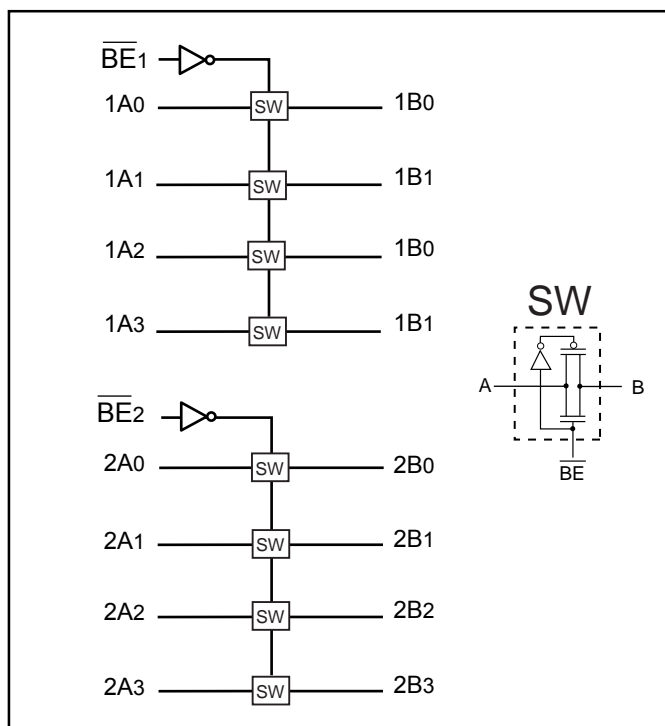 BE1
1A0 SW 1B0
1A1 SW 1B1
1A2 SW 1B0
1A3 SW 1B1
BE2
2A0 SW 2B0
2A1 SW 2B1
2A2 SW 2B2
2A3 SW 2B3
SW
A B
BE